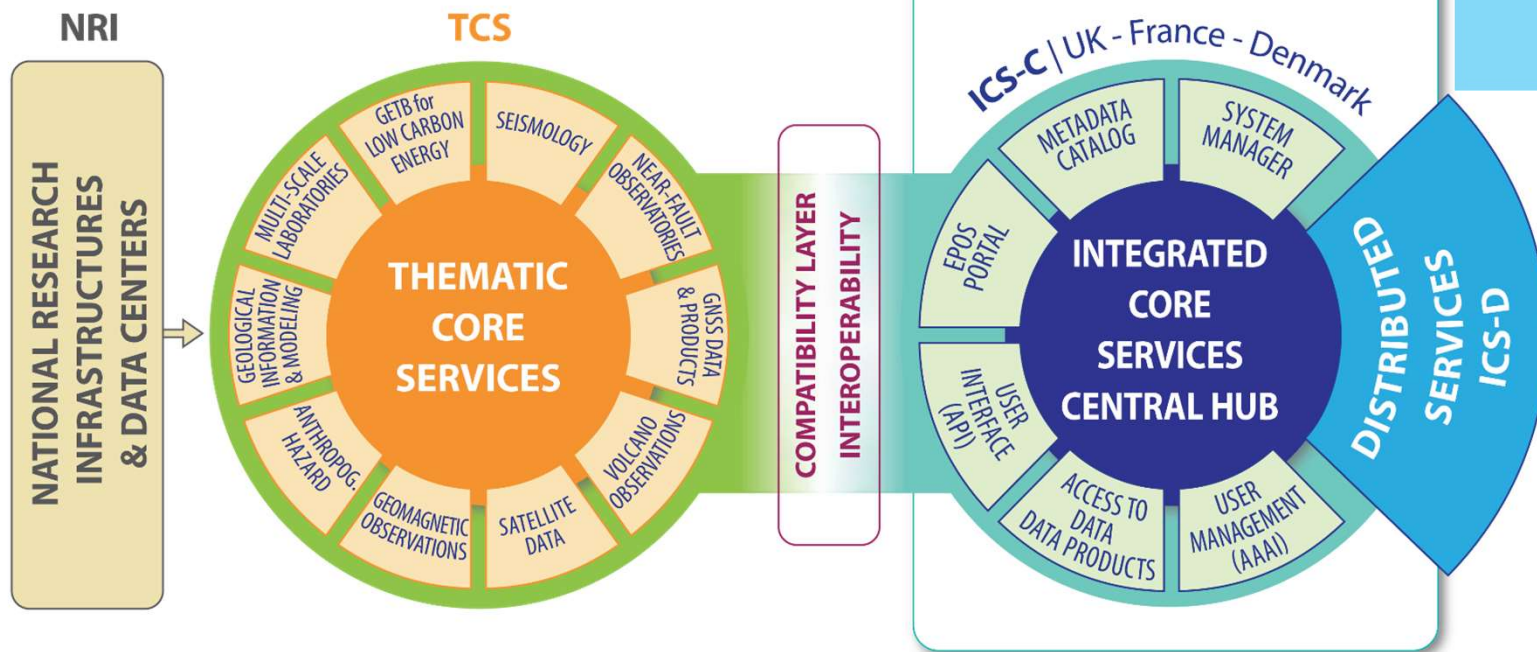 NRI
NATIONAL RESEARCH
INFRASTRUCTURES
& DATA CENTERS
TCS
THEMATIC
CORE
SERVICES
SEISMOLOGY
NEAR-FAULT
OBSERVATORIES
GNSS DATA
& PRODUCTS
VOLCANO
OBSERVATIONS
SATELLITE
DATA
GEOMAGNETIC
OBSERVATIONS
ANTHROPOG.
HAZARD
GEOLOGICAL
INFORMATION
& MODELING
MULTI-SCALE
LABORATORIES
GETB for
LOW CARBON
ENERGY
COMPATIBILITY LAYER
INTEROPERABILITY
ICS-C | UK - France - Denmark
INTEGRATED
CORE
SERVICES
CENTRAL HUB
METADATA
CATALOG
SYSTEM
MANAGER
EPOS
PORTAL
USER
INTERFACE
(API)
ACCESS TO
DATA
DATA PRODUCTS
USER
MANAGEMENT
(AAAI)
DISTRIBUTED
SERVICES
ICS-D